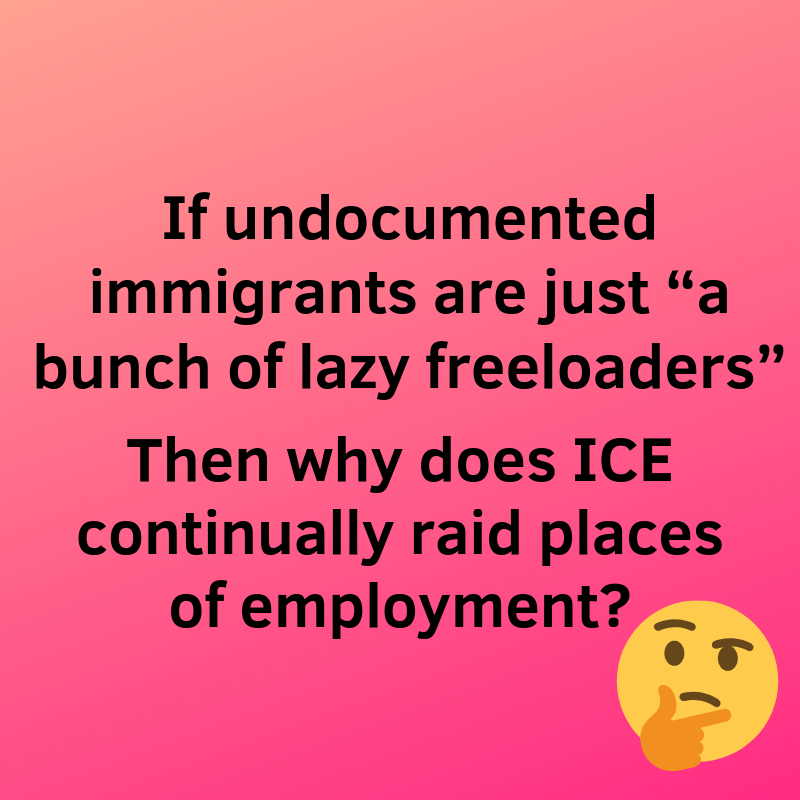 If undocumented
immigrants are just “a
bunch of lazy freeloaders”
Then why does ICE
continually raid places
of employment?